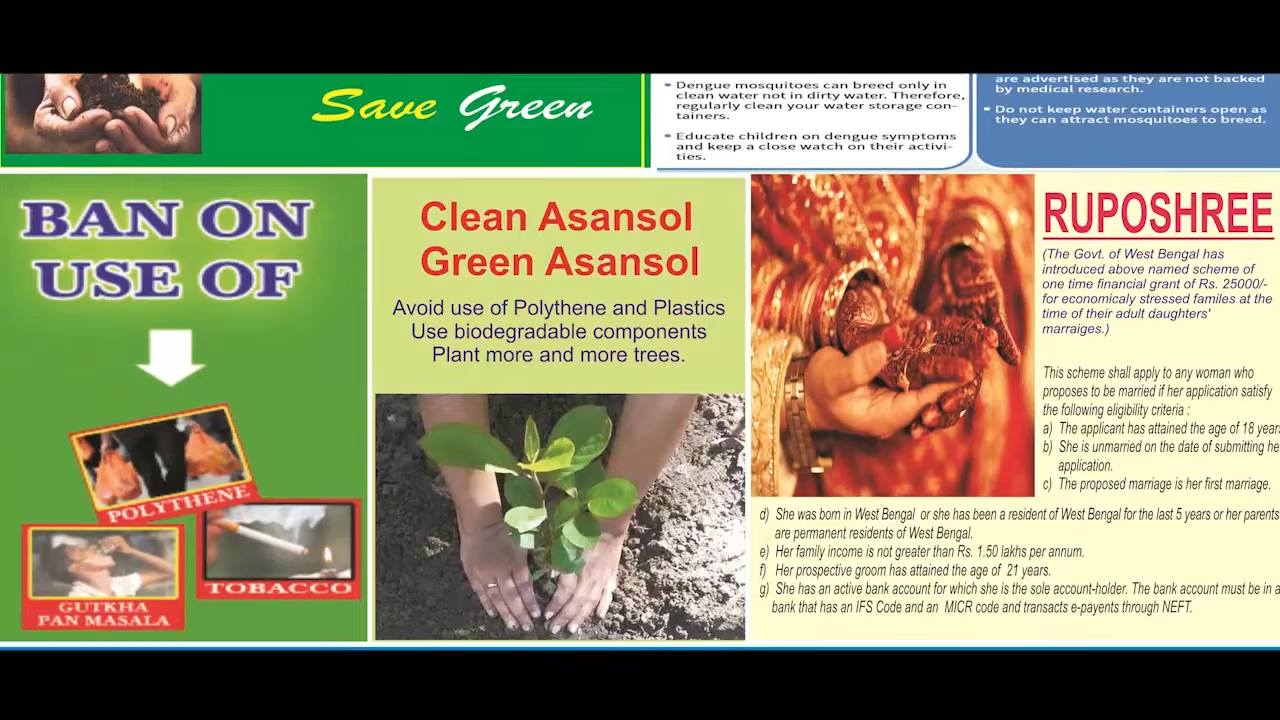 Save Green
Dengue mosquitoes can breed only in
clean water not in dirty water. Therefore,
regularly clean your water storage con-
tainers.
Educate children on dengue symptoms
and keep a close watch on their activi-
ties.
are advertised as they are not backed
by medical research.
Do not keep water containers open as
they can attract mosquitoes to breed.
BAN ON
USE OF
POLYTHENE
TOBACCO
GUTKHA
PAN MASALA
Clean Asansol
Green Asansol
Avoid use of Polythene and Plastics
Use biodegradable components
Plant more and more trees.
RUPOSHREE
(The Govt. of West Bengal has
introduced above named scheme of
one time financial grant of Rs. 25000/-
for economicaly stressed familes at the
time of their adult daughters'
marraiges.)
This scheme shall apply to any woman who
proposes to be married if her application satisfy
the following eligibility criteria :
a) The applicant has attained the age of 18 years
b) She is unmarried on the date of submitting he
application.
c) The proposed marriage is her first marriage.
d) She was born in West Bengal or she has been a resident of West Bengal for the last 5 years or her parents
are permanent residents of West Bengal.
e) Her family income is not greater than Rs. 1.50 lakhs per annum.
f) Her prospective groom has attained the age of 21 years.
g) She has an active bank account for which she is the sole account-holder. The bank account must be in a
bank that has an IFS Code and an MICR code and transacts e-payents through NEFT.